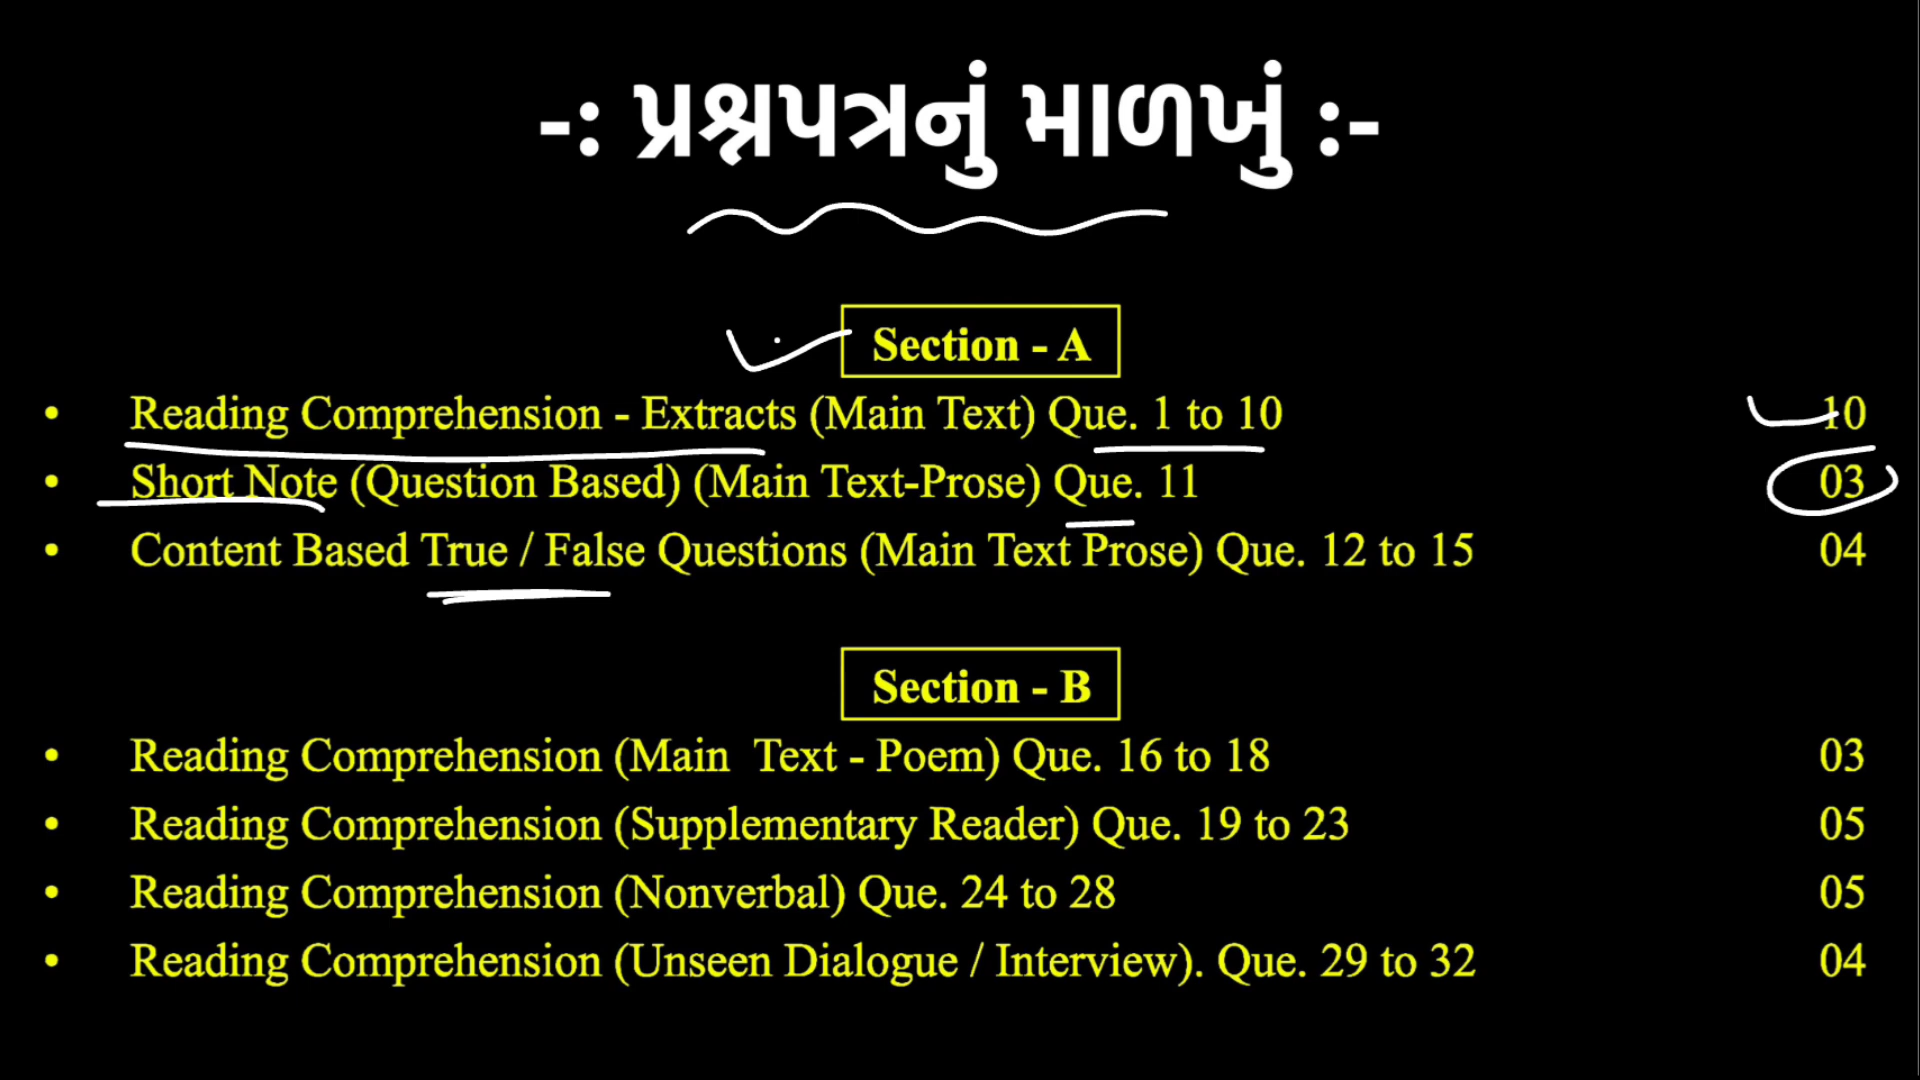 -: પ્રશ્નપત્રનું માળખું :-
Section - A
• Reading Comprehension - Extracts (Main Text) Que. 1 to 10 10
• Short Note (Question Based) (Main Text-Prose) Que. 11 03
• Content Based True / False Questions (Main Text Prose) Que. 12 to 15 04
Section - B
• Reading Comprehension (Main Text - Poem) Que. 16 to 18 03
• Reading Comprehension (Supplementary Reader) Que. 19 to 23 05
• Reading Comprehension (Nonverbal) Que. 24 to 28 05
• Reading Comprehension (Unseen Dialogue / Interview). Que. 29 to 32 04